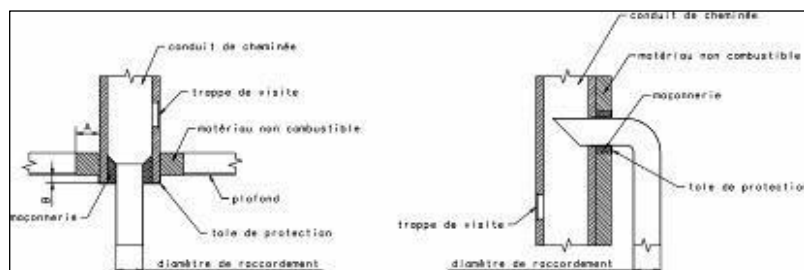 conduit de cheminée
trappe de visite
matériau non combustible
A
B
plafond
maçonnerie
tole de protection
diamètre de raccordement
conduit de cheminée
matériau
non combustible
maçonnerie
tole de protection
trappe de visite
diamètre de raccordement